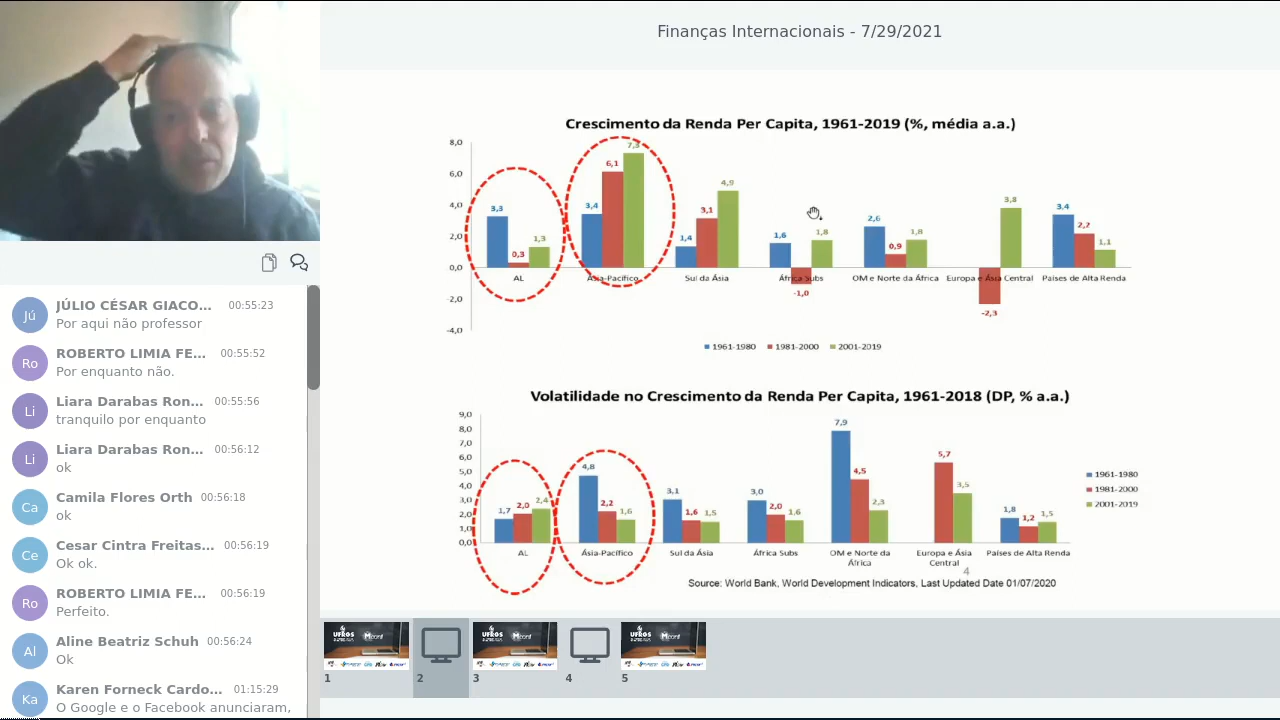 Finanças Internacionais - 7/29/2021
Crescimento da Renda Per Capita, 1961-2019 (%, média a.a.)
8,0
6,0
4,0
2,0
0,0
-2,0
-4,0
3,3
0,3
1,3
3,4
6,1
7,3
1,4
3,1
4,9
1,6
-1,0
1,8
2,6
0,9
1,8
-2,3
3,8
3,4
2,2
1,1
AL
Ásia-Pacífico
Sul da Ásia
África Subs
OM e Norte da África
Europa e Ásia Central
Países de Alta Renda
1961-1980
1981-2000
2001-2019
Volatilidade no Crescimento da Renda Per Capita, 1961-2018 (DP, % a.a.)
9,0
8,0
7,0
6,0
5,0
4,0
3,0
2,0
1,0
0,0
1,7
2,0
2,4
4,8
2,2
1,6
3,1
1,6
1,5
3,0
2,0
1,6
7,9
4,5
2,3
5,7
3,5
1,8
1,2
1,5
AL
Ásia-Pacífico
Sul da Ásia
África Subs
OM e Norte da
África
Europa e Ásia
Central
Países de Alta Renda
1961-1980
1981-2000
2001-2019
4
Source: World Bank, World Development Indicators, Last Updated Date 01/07/2020
Jú
JÚLIO CÉSAR GIACO... 00:55:23
Por aqui não professor
Ro
ROBERTO LIMIA FE... 00:55:52
Por enquanto não.
Li
Liara Darabas Ron... 00:55:56
tranquilo por enquanto
Li
Liara Darabas Ron... 00:56:12
ok
Ca
Camila Flores Orth 00:56:18
ok
Ce
Cesar Cintra Freitas... 00:56:19
Ok ok.
Ro
ROBERTO LIMIA FE... 00:56:19
Perfeito.
Al
Aline Beatriz Schuh 00:56:24
Ok
Ka
Karen Forneck Cardo... 01:15:29
O Google e o Facebook anunciaram,
UFRGS
Mconf
UFRGS
Mconf
UFRGS
Mconf
1
2
3
4
5